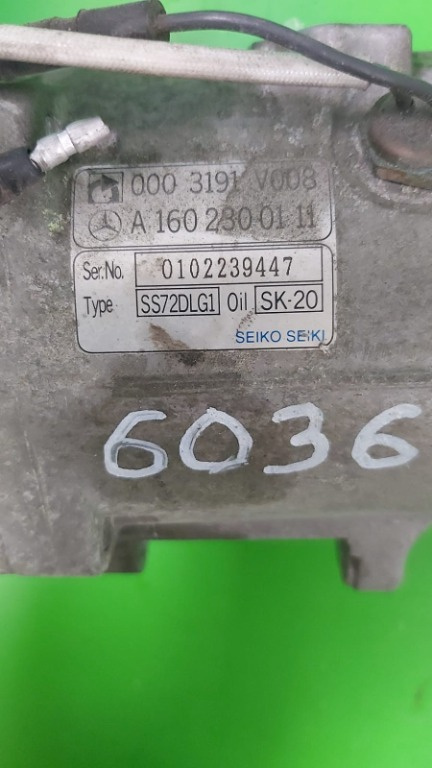 000 3191 V008
A 160 230 01 11
Ser.No. 0102239447
Type SS72DLG1 Oil SK-20
SEIKO SEIKI
6036